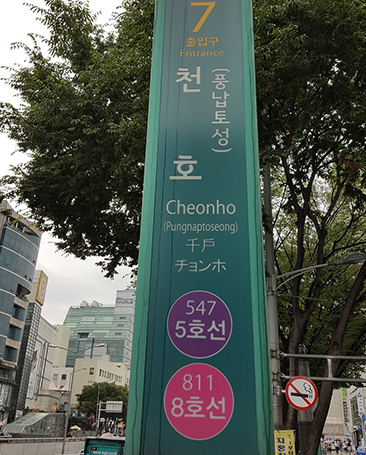 7
출입구
Entrance
천호
(풍납토성)
Cheonho
(Pungnaptoseong)
千戶
チョンホ
547
5호선
811
8호선